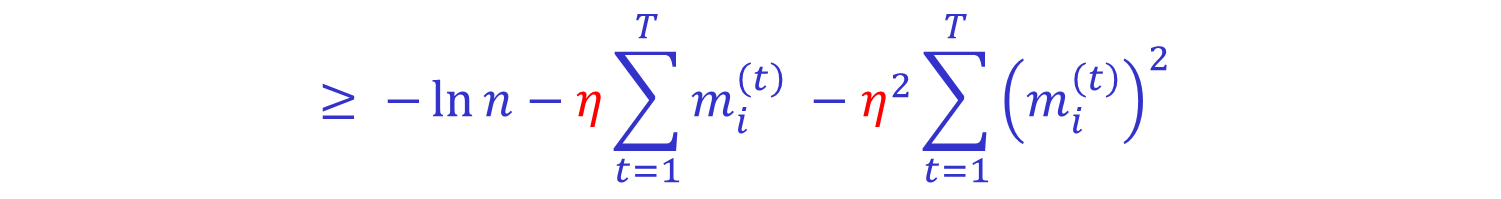 ≥ − ln n − η ∑_{t=1}^{T} m_i^{(t)} − η² ∑_{t=1}^{T} (m_i^{(t)})²